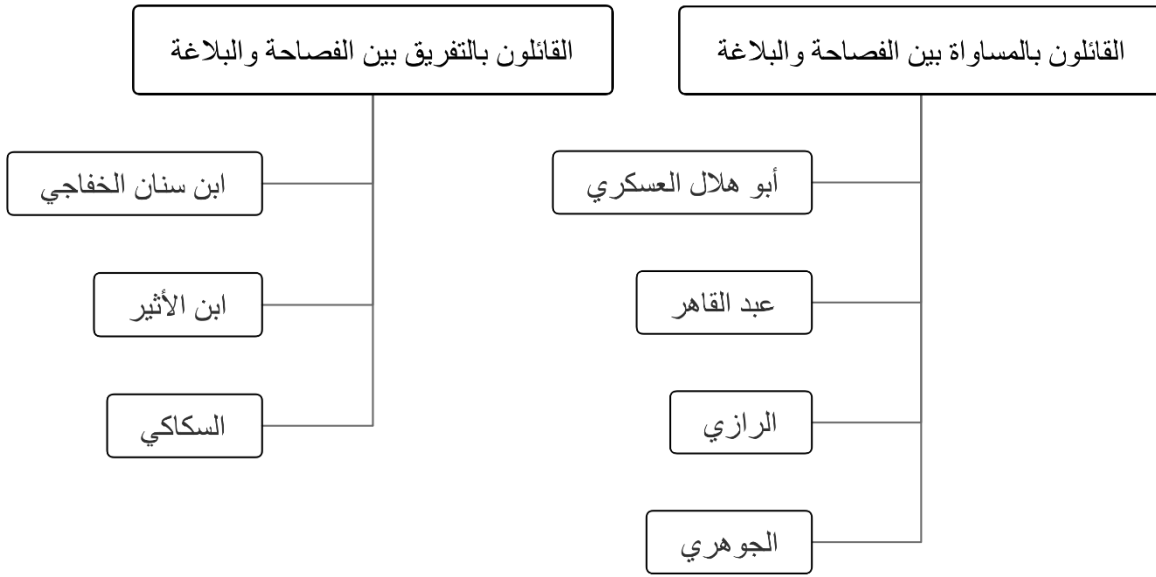 القائلون بالمساواة بين الفصاحة والبلاغة
أبو هلال العسكري
عبد القاهر
الرازي
الجوهري
القائلون بالتفريق بين الفصاحة والبلاغة
ابن سنان الخفاجي
ابن الأثير
السكاكي